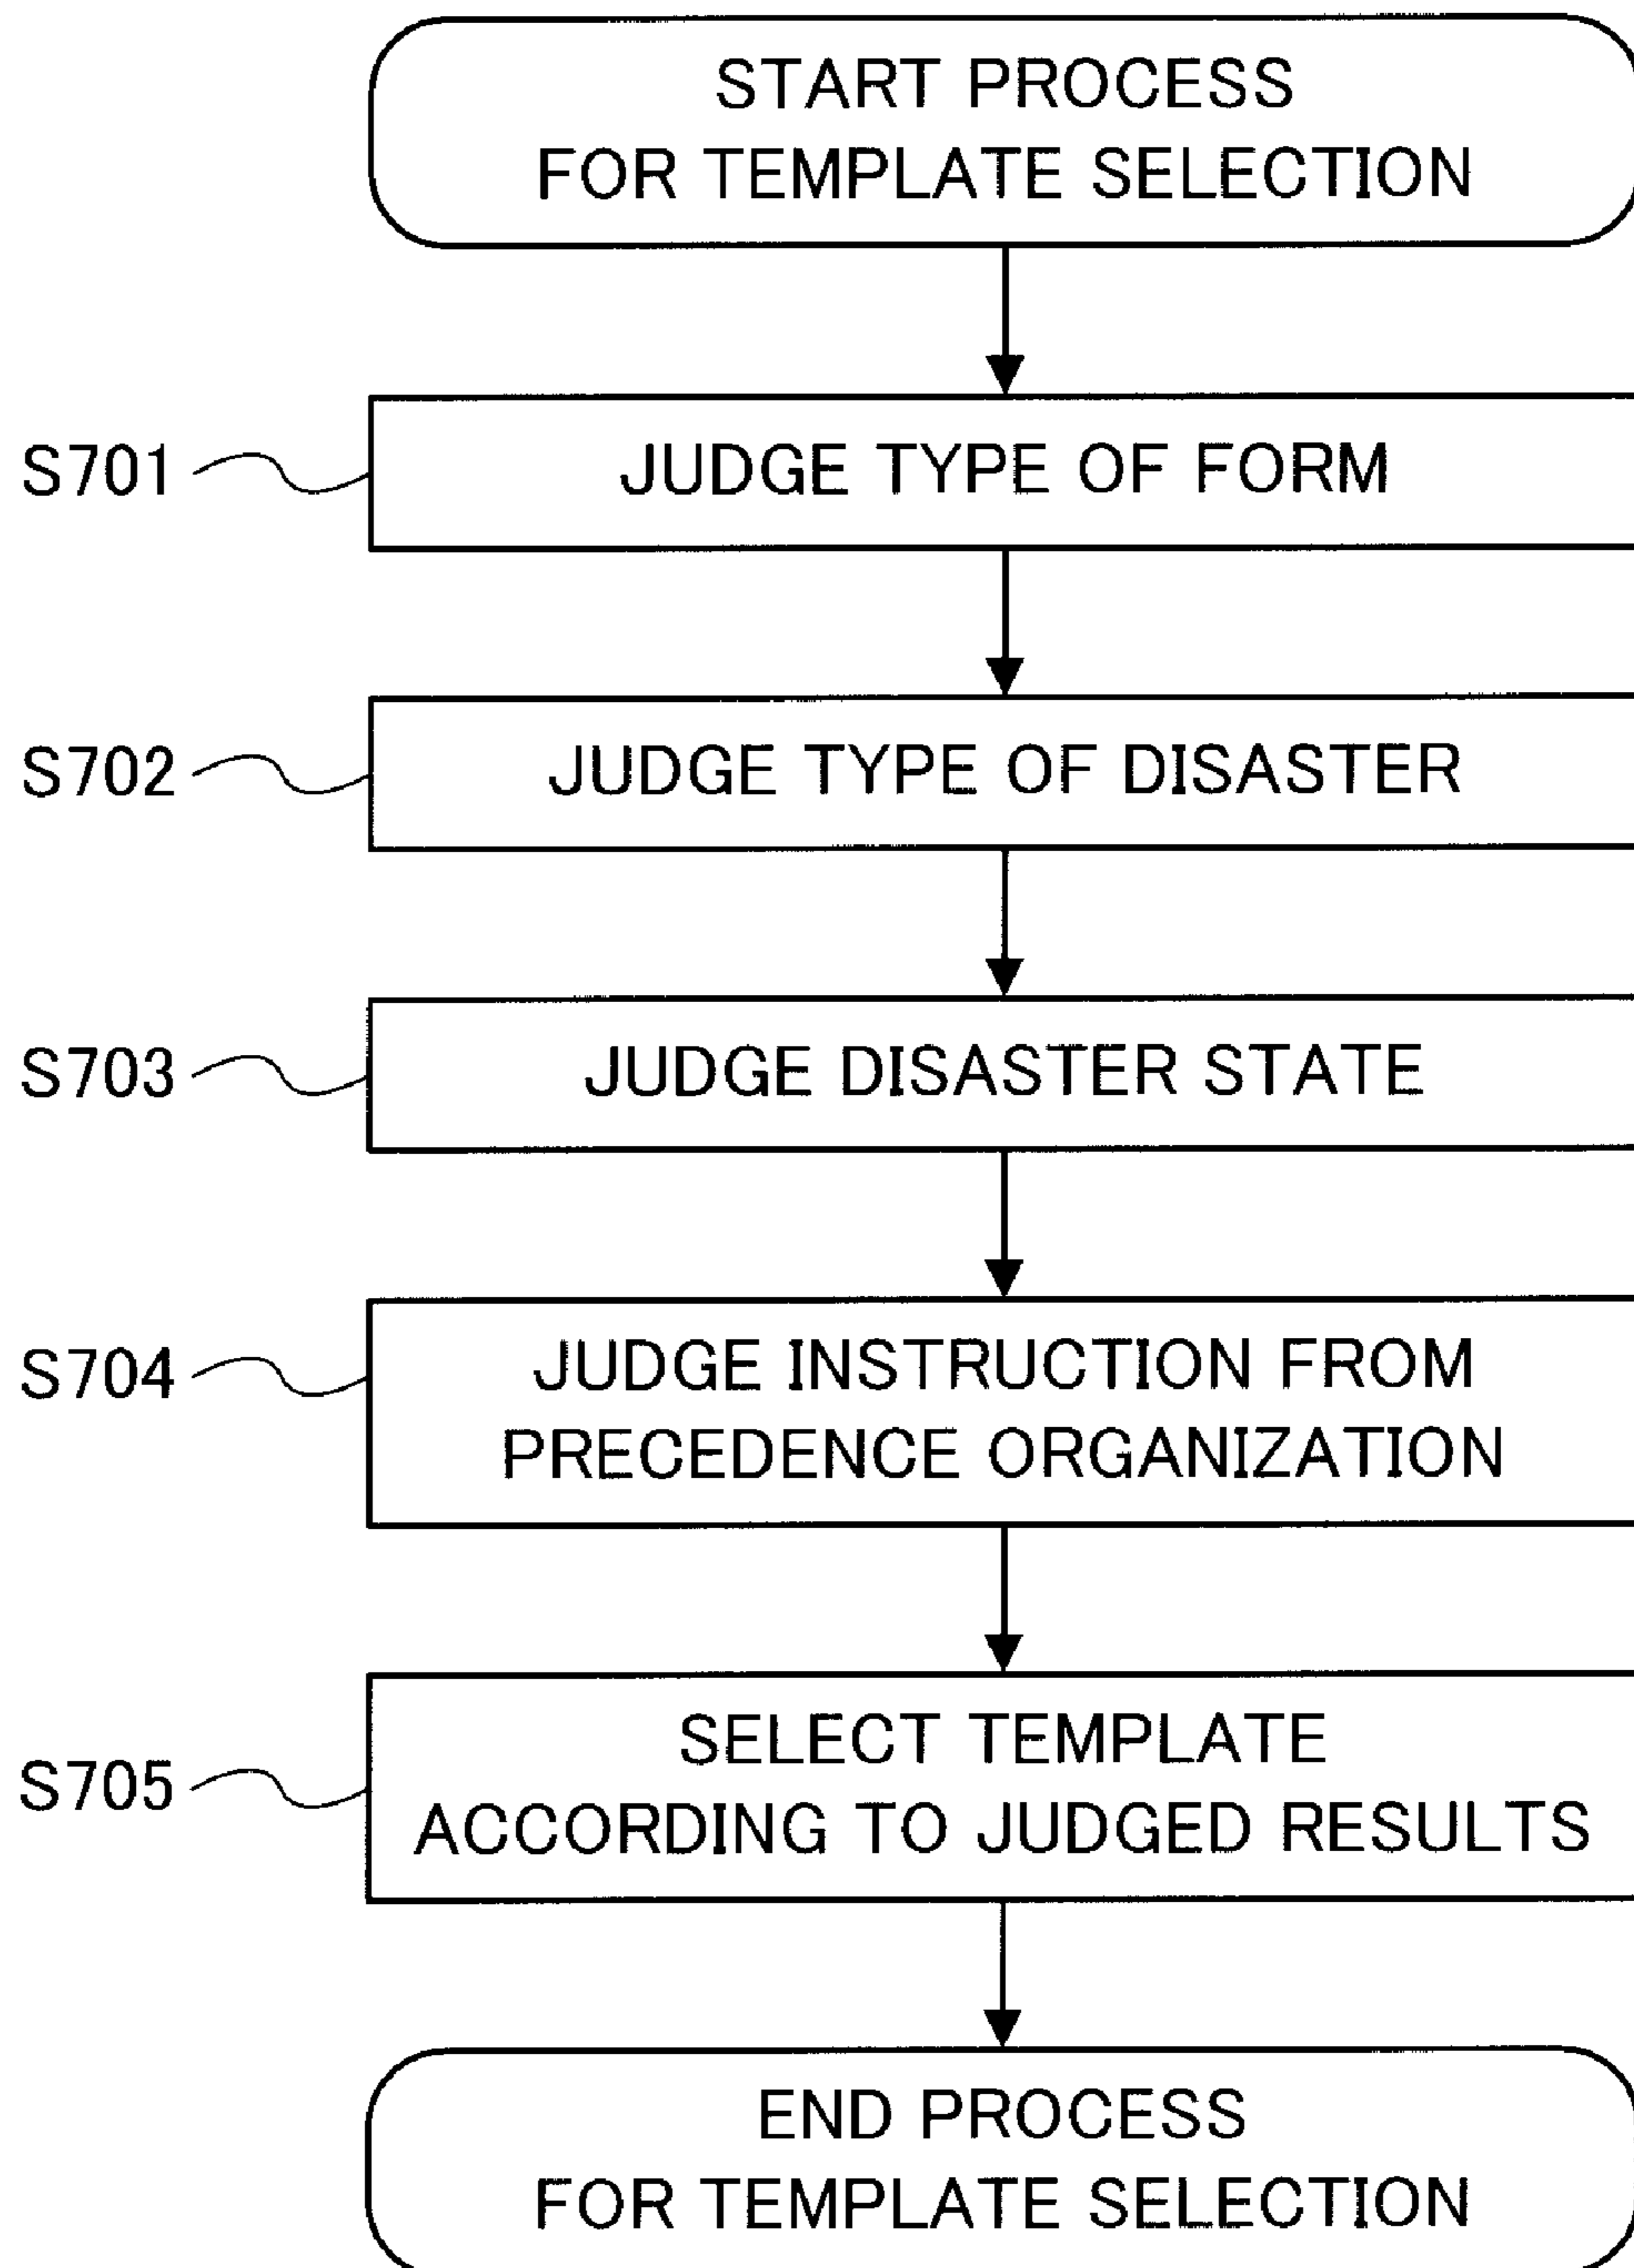 START PROCESS
FOR TEMPLATE SELECTION
S701
JUDGE TYPE OF FORM
S702
JUDGE TYPE OF DISASTER
S703
JUDGE DISASTER STATE
S704
JUDGE INSTRUCTION FROM
PRECEDENCE ORGANIZATION
S705
SELECT TEMPLATE
ACCORDING TO JUDGED RESULTS
END PROCESS
FOR TEMPLATE SELECTION